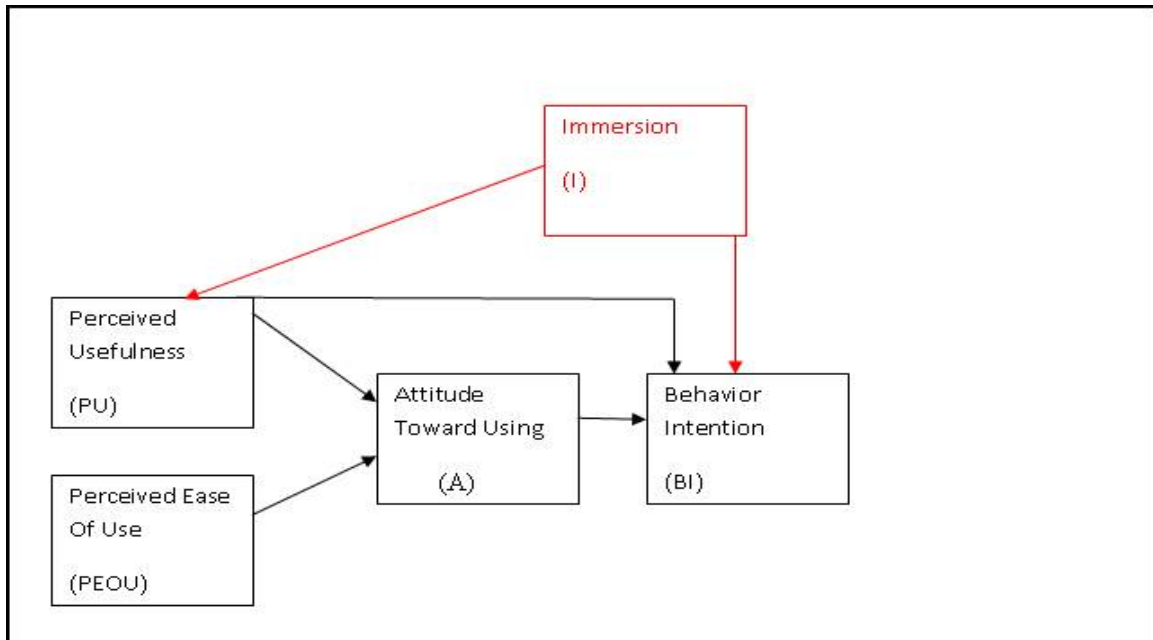 Immersion
(I)
Perceived
Usefulness
(PU)
Attitude
Toward Using
(A)
Behavior
Intention
(BI)
Perceived Ease
Of Use
(PEOU)